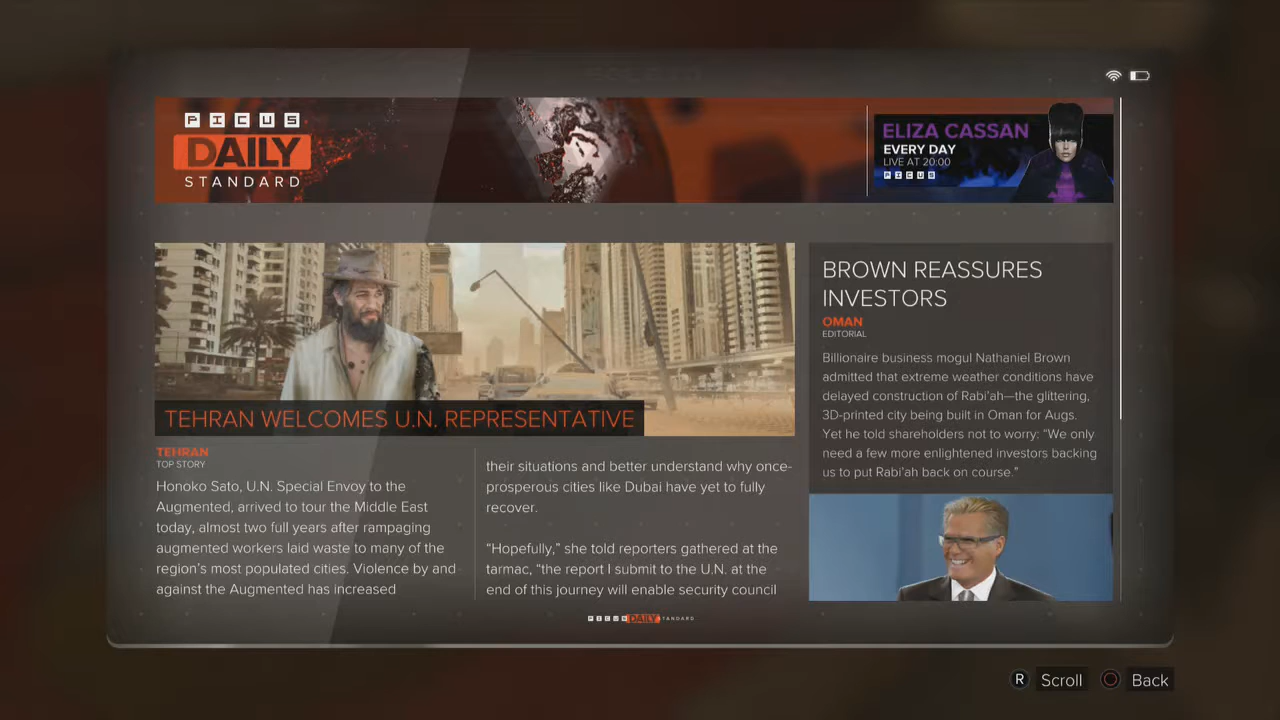 PICUS
DAILY
STANDARD
ELIZA CASSAN
EVERY DAY
LIVE AT 20:00
PICUS
TEHRAN WELCOMES U.N. REPRESENTATIVE
TEHRAN
TOP STORY
Honoko Sato, U.N. Special Envoy to the
Augmented, arrived to tour the Middle East
today, almost two full years after rampaging
augmented workers laid waste to many of the
region's most populated cities. Violence by and
against the Augmented has increased
their situations and better understand why once-
prosperous cities like Dubai have yet to fully
recover.
“Hopefully,” she told reporters gathered at the
tarmac, “the report I submit to the U.N. at the
end of this journey will enable security council
BROWN REASSURES
INVESTORS
OMAN
EDITORIAL
Billionaire business mogul Nathaniel Brown
admitted that extreme weather conditions have
delayed construction of Rabi'ah—the glittering,
3D-printed city being built in Oman for Augs.
Yet he told shareholders not to worry: “We only
need a few more enlightened investors backing
us to put Rabi'ah back on course.”
PICUS DAILY STANDARD
R Scroll
Back